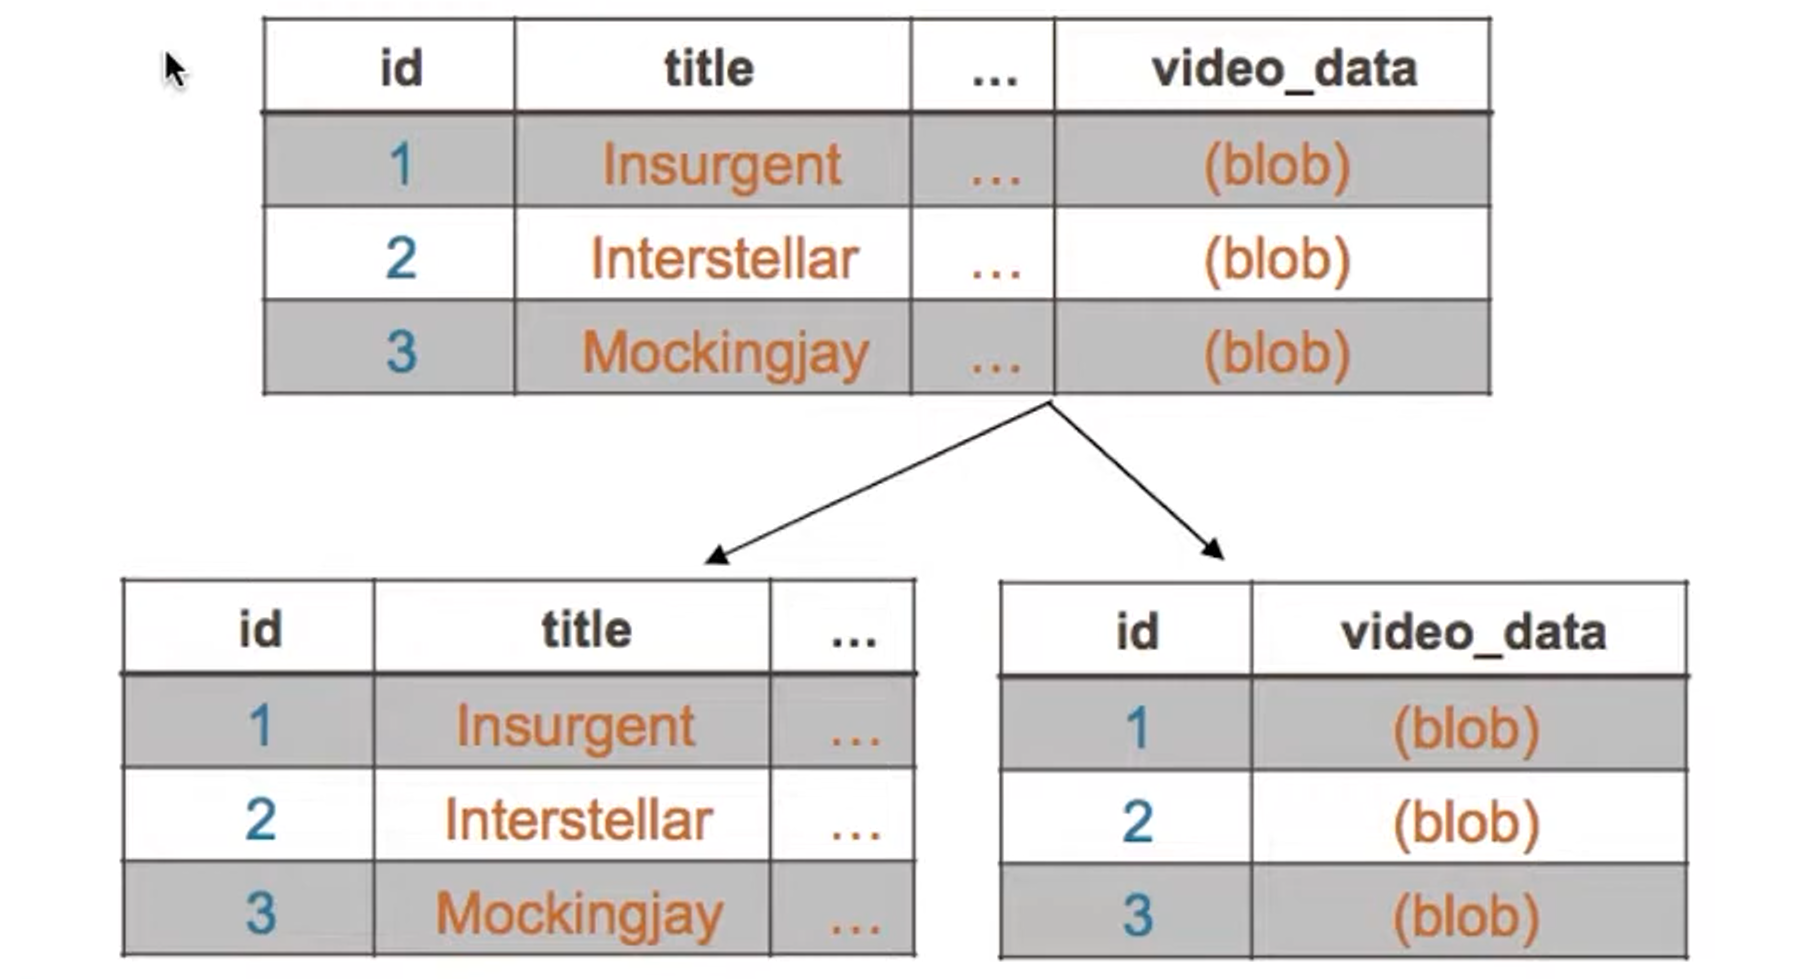 id title ... video_data
1 Insurgent ... (blob)
2 Interstellar ... (blob)
3 Mockingjay ... (blob)
id title ...
1 Insurgent ...
2 Interstellar ...
3 Mockingjay ...
id video_data
1 (blob)
2 (blob)
3 (blob)